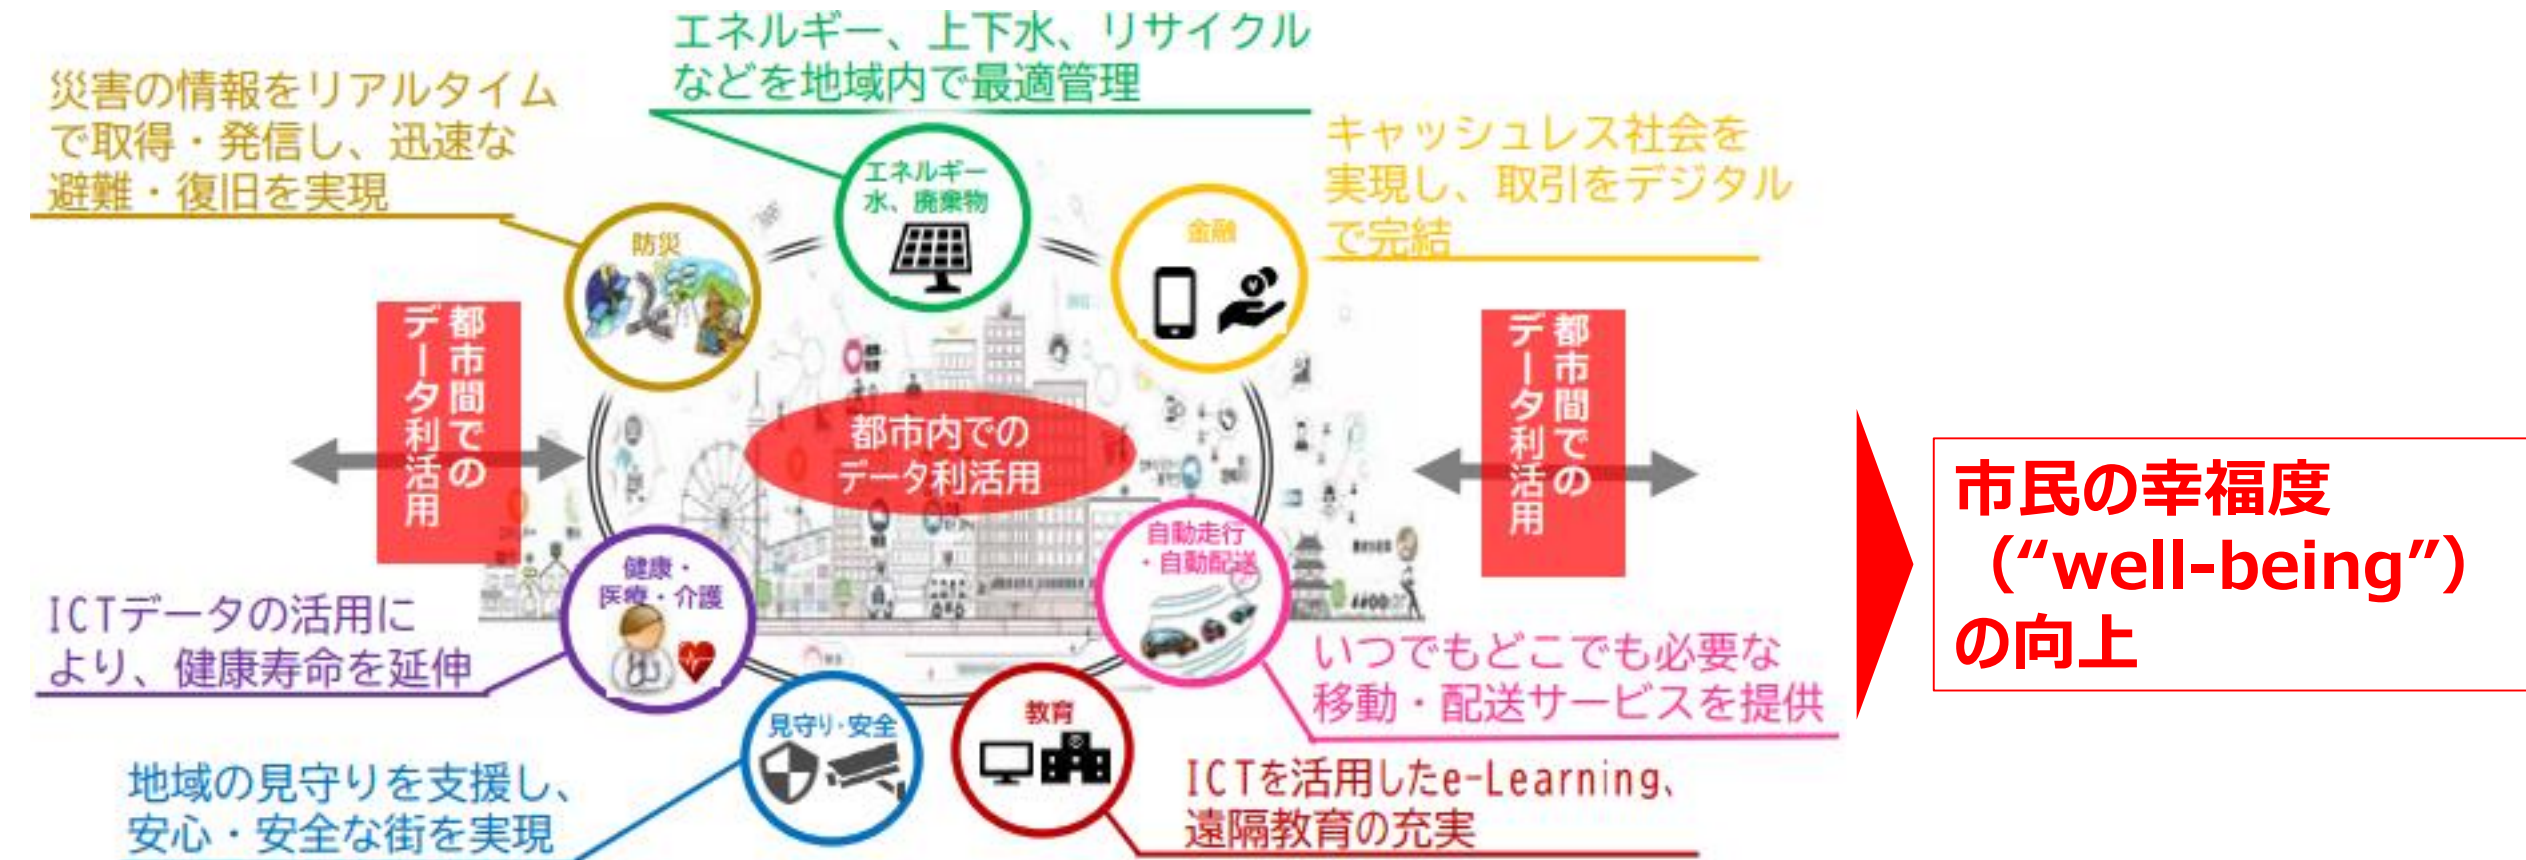 エネルギー、上下水、リサイクル
などを地域内で最適管理
災害の情報をリアルタイム
で取得・発信し、迅速な
避難・復旧を実現
キャッシュレス社会を
実現し、取引をデジタル
で完結
エネルギー
水、廃棄物
防災
金融
都市間での
データ利活用
都市内での
データ利活用
都市間での
データ利活用
市民の幸福度
（“well-being”）
の向上
自動走行
・自動配送
健康・
医療・介護
ICTデータの活用に
より、健康寿命を延伸
いつでもどこでも必要な
移動・配送サービスを提供
見守り・安全
教育
地域の見守りを支援し、
安心・安全な街を実現
ICTを活用したe-Learning、
遠隔教育の充実